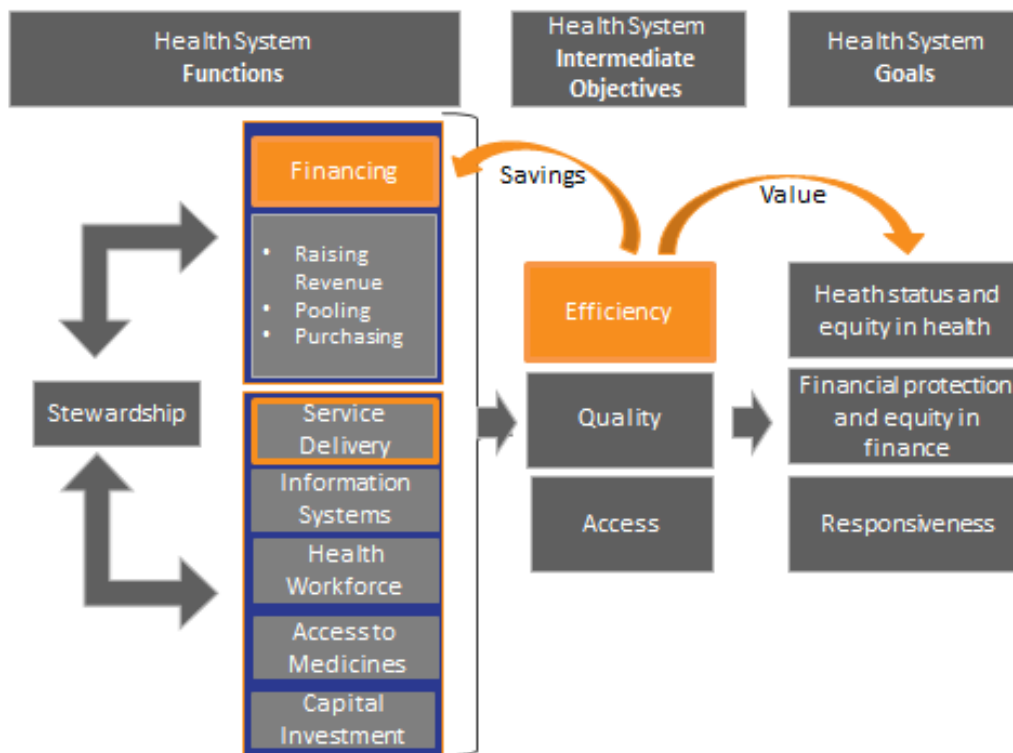 Health System
Functions
Health System
Intermediate
Objectives
Health System
Goals
Financing
• Raising
Revenue
• Pooling
• Purchasing
Stewardship
Service
Delivery
Information
Systems
Health
Workforce
Access to
Medicines
Capital
Investment
Savings
Value
Efficiency
Quality
Access
Heath status and
equity in health
Financial protection
and equity in
finance
Responsiveness